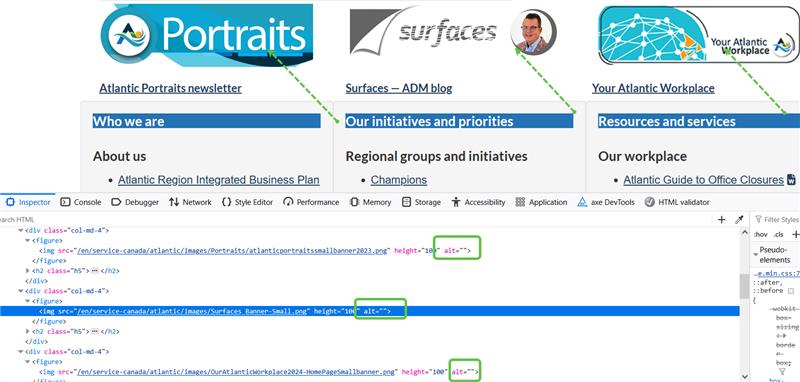 Portraits
surfaces
Your Atlantic
Workplace
Atlantic Portraits newsletter
Surfaces — ADM blog
Your Atlantic Workplace
Who we are
Our initiatives and priorities
Resources and services
About us
Regional groups and initiatives
Our workplace
• Atlantic Region Integrated Business Plan
• Champions
• Atlantic Guide to Office Closures
Inspector Console Debugger Network Style Editor Performance Memory Storage Accessibility Application axe DevTools HTML validator
earch HTML
Filter Styles
:hov .cls
<div class="col-md-4">
<figure>
<img src="/en/service-canada/atlantic/images/Portraits/atlanticportraitssmallbanner2023.png" height="100" alt="">
</figure>
<h2 class="h5"> ••• </h2>
</div>
<div class="col-md-4">
<figure>
<img src="/en/service-canada/atlantic/images/Surfaces_Banner-Small.png" height="100" alt="">
</figure>
<h2 class="h5"> ••• </h2>
</div>
<div class="col-md-4">
<figure>
<img src="/en/service-canada/atlantic/images/OurAtlanticWorkplace2024-HomePageSmallbanner.png" height="100" alt="">
</figure>
Pseudo-
elements
e.min.css:7
::after,
::before {
-webkit-
box-
sizing:
border-
box;
box-